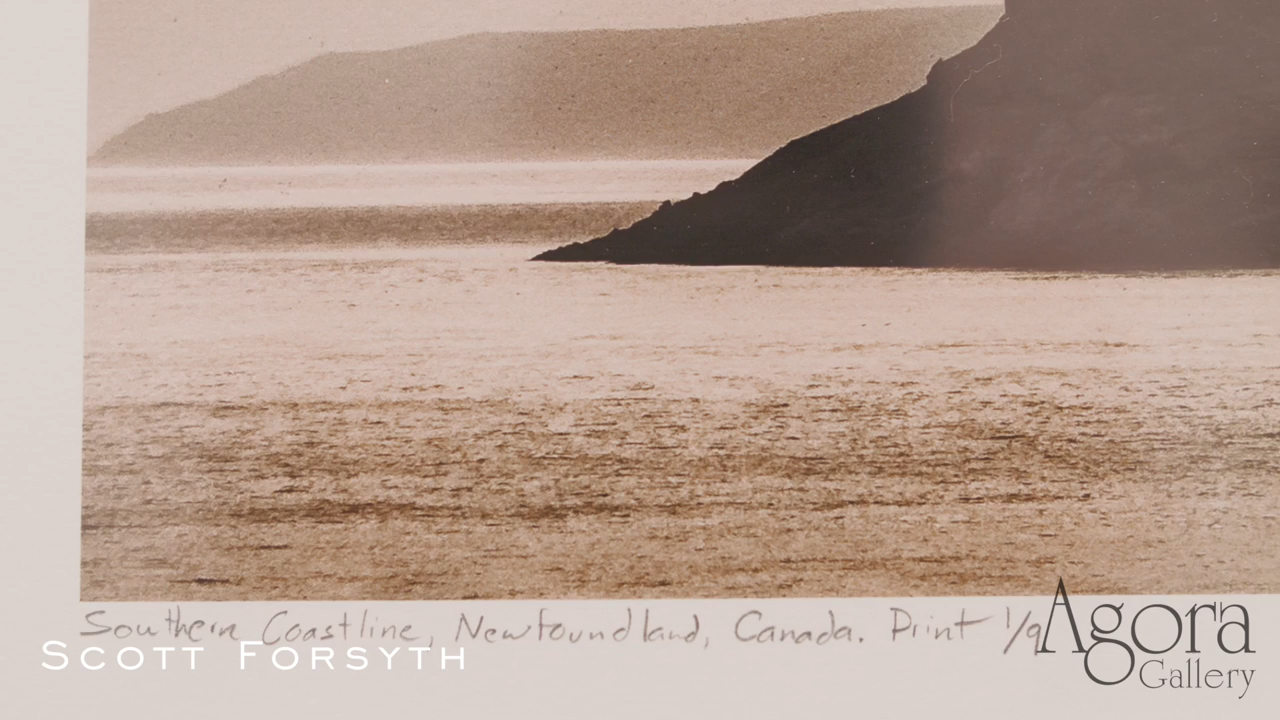 Southern Coastline, Newfoundland, Canada. Print 1/9
SCOTT FORSYTH
Agora
Gallery